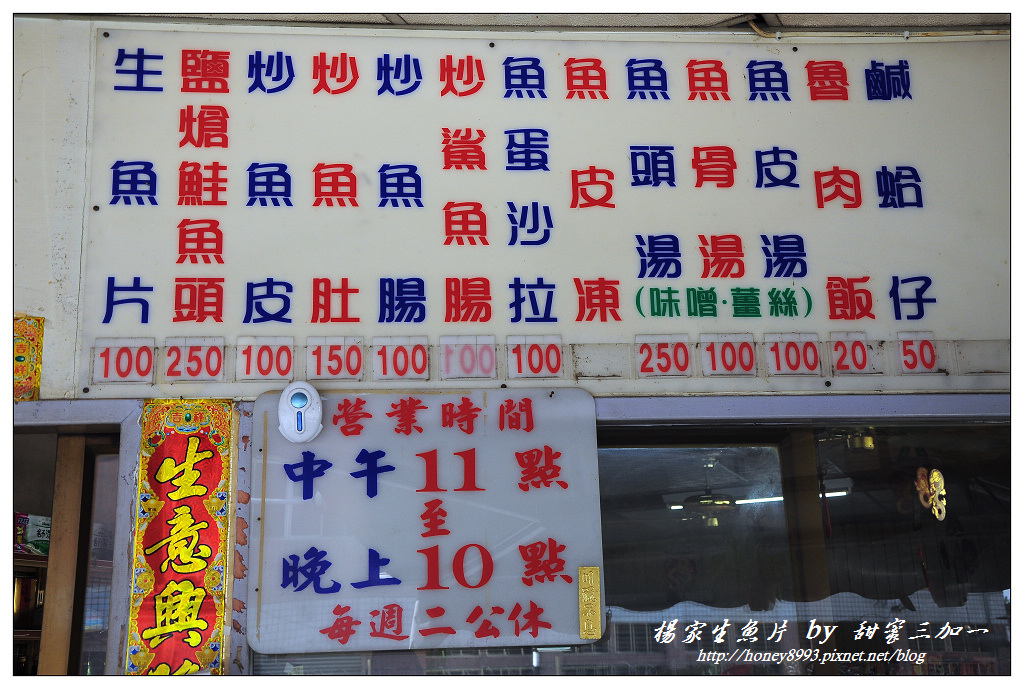 生魚片
鹽熗鮭魚頭
炒魚皮
炒魚肚
炒魚腸
炒鯊魚腸
魚蛋沙拉
魚皮凍
魚頭湯
魚骨湯
魚皮湯
(味噌·薑絲)
魯肉飯
鹹蛤仔
100 250 100 150 100 100 100 250 100 100 20 50
營業時間
中午11點
至
晚上10點
每週二公休
生意興
楊家生魚片 by 甜蜜三加一
http://honey8993.pixnet.net/blog